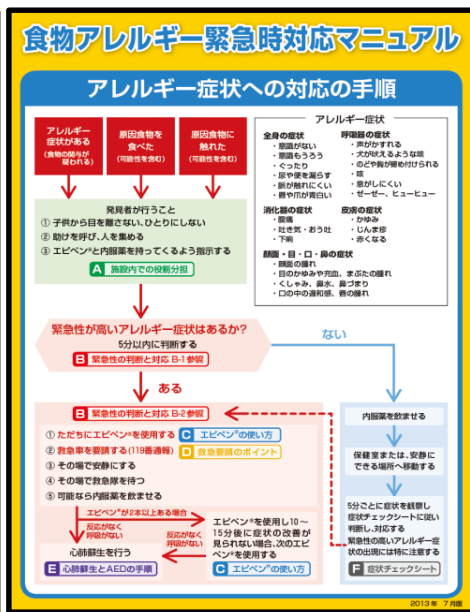 食物アレルギー緊急時対応マニュアル
アレルギー症状への対応の手順
アレルギー
症状がある
(食物の関与が
疑われる)
原因食物を
食べた
(可能性を含む)
原因食物に
触れた
(可能性を含む)
発見者が行うこと
① 子供から目を離さない、ひとりにしない
② 助けを呼び、人を集める
③ エピペン®と内服薬を持ってくるよう指示する
A 施設内での役割分担
アレルギー症状
全身の症状
・意識がない
・意識もうろう
・ぐったり
・尿や便を漏らす
・脈が触れにくい
・唇や爪が青白い
呼吸器の症状
・声がかすれる
・犬が吠えるような咳
・のどや胸が締め付けられる
・咳
・息がしにくい
・ゼーゼー、ヒューヒュー
消化器の症状
・腹痛
・吐き気・おう吐
・下痢
皮膚の症状
・かゆみ
・じんま疹
・赤くなる
顔面・目・口・鼻の症状
・顔面の腫れ
・目のかゆみや充血、まぶたの腫れ
・くしゃみ、鼻水、鼻づまり
・口の中の違和感、唇の腫れ
緊急性が高いアレルギー症状はあるか?
5分以内に判断する
B 緊急性の判断と対応 B-1参照
ない
ある
B 緊急性の判断と対応 B-2参照
① ただちにエピペン®を使用する
C エピペン®の使い方
② 救急車を要請する(119番通報)
D 救急要請のポイント
③ その場で安静にする
④ その場で救急隊を待つ
⑤ 可能なら内服薬を飲ませる
エピペン®が2本以上ある場合
反応がなく
呼吸がない
反応がなく
呼吸がない
エピペン®を使用し10〜
15分後に症状の改善が
見られない場合、次のエピ
ペン®を使用する
心肺蘇生を行う
E 心肺蘇生とAEDの手順
C エピペン®の使い方
内服薬を飲ませる
保健室または、安静に
できる場所へ移動する
5分ごとに症状を観察し
症状チェックシートに従い
判断し、対応する
緊急性の高いアレルギー症
状の出現には特に注意する
F 症状チェックシート
2013年 7月版